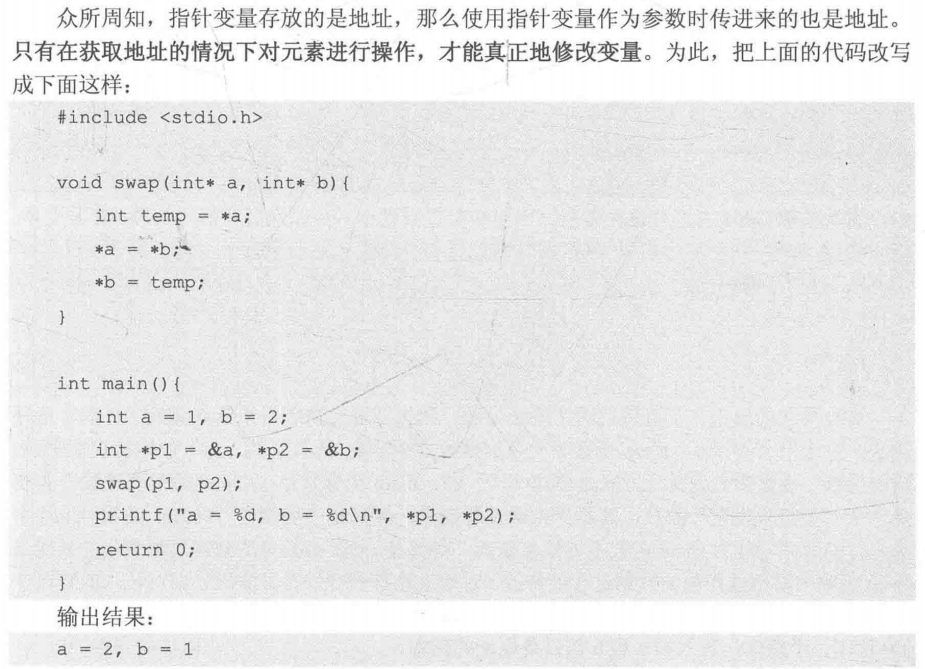 众所周知，指针变量存放的是地址，那么使用指针变量作为参数时传进来的也是地址。
只有在获取地址的情况下对元素进行操作，才能真正地修改变量。为此，把上面的代码改写
成下面这样：
#include <stdio.h>
void swap(int* a, int* b){
int temp = *a;
*a = *b;
*b = temp;
}
int main(){
int a = 1, b = 2;
int *p1 = &a, *p2 = &b;
swap(p1, p2);
printf("a = %d, b = %d\n", *p1, *p2);
return 0;
}
输出结果：
a = 2, b = 1